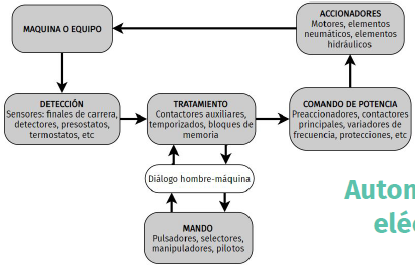 MAQUINA O EQUIPO
ACCIONADORES
Motores, elementos
neumáticos, elementos
hidráulicos
DETECCIÓN
Sensores: finales de carrera,
detectores, presostatos,
termostatos, etc
TRATAMIENTO
Contactores auxiliares,
temporizados, bloques de
memoria
COMANDO DE POTENCIA
Preaccionadores, contactores
principales, variadores de
frecuencia, protecciones, etc
Diálogo hombre-máquina
MANDO
Pulsadores, selectores,
manipuladores, pilotos
Autom
eléc